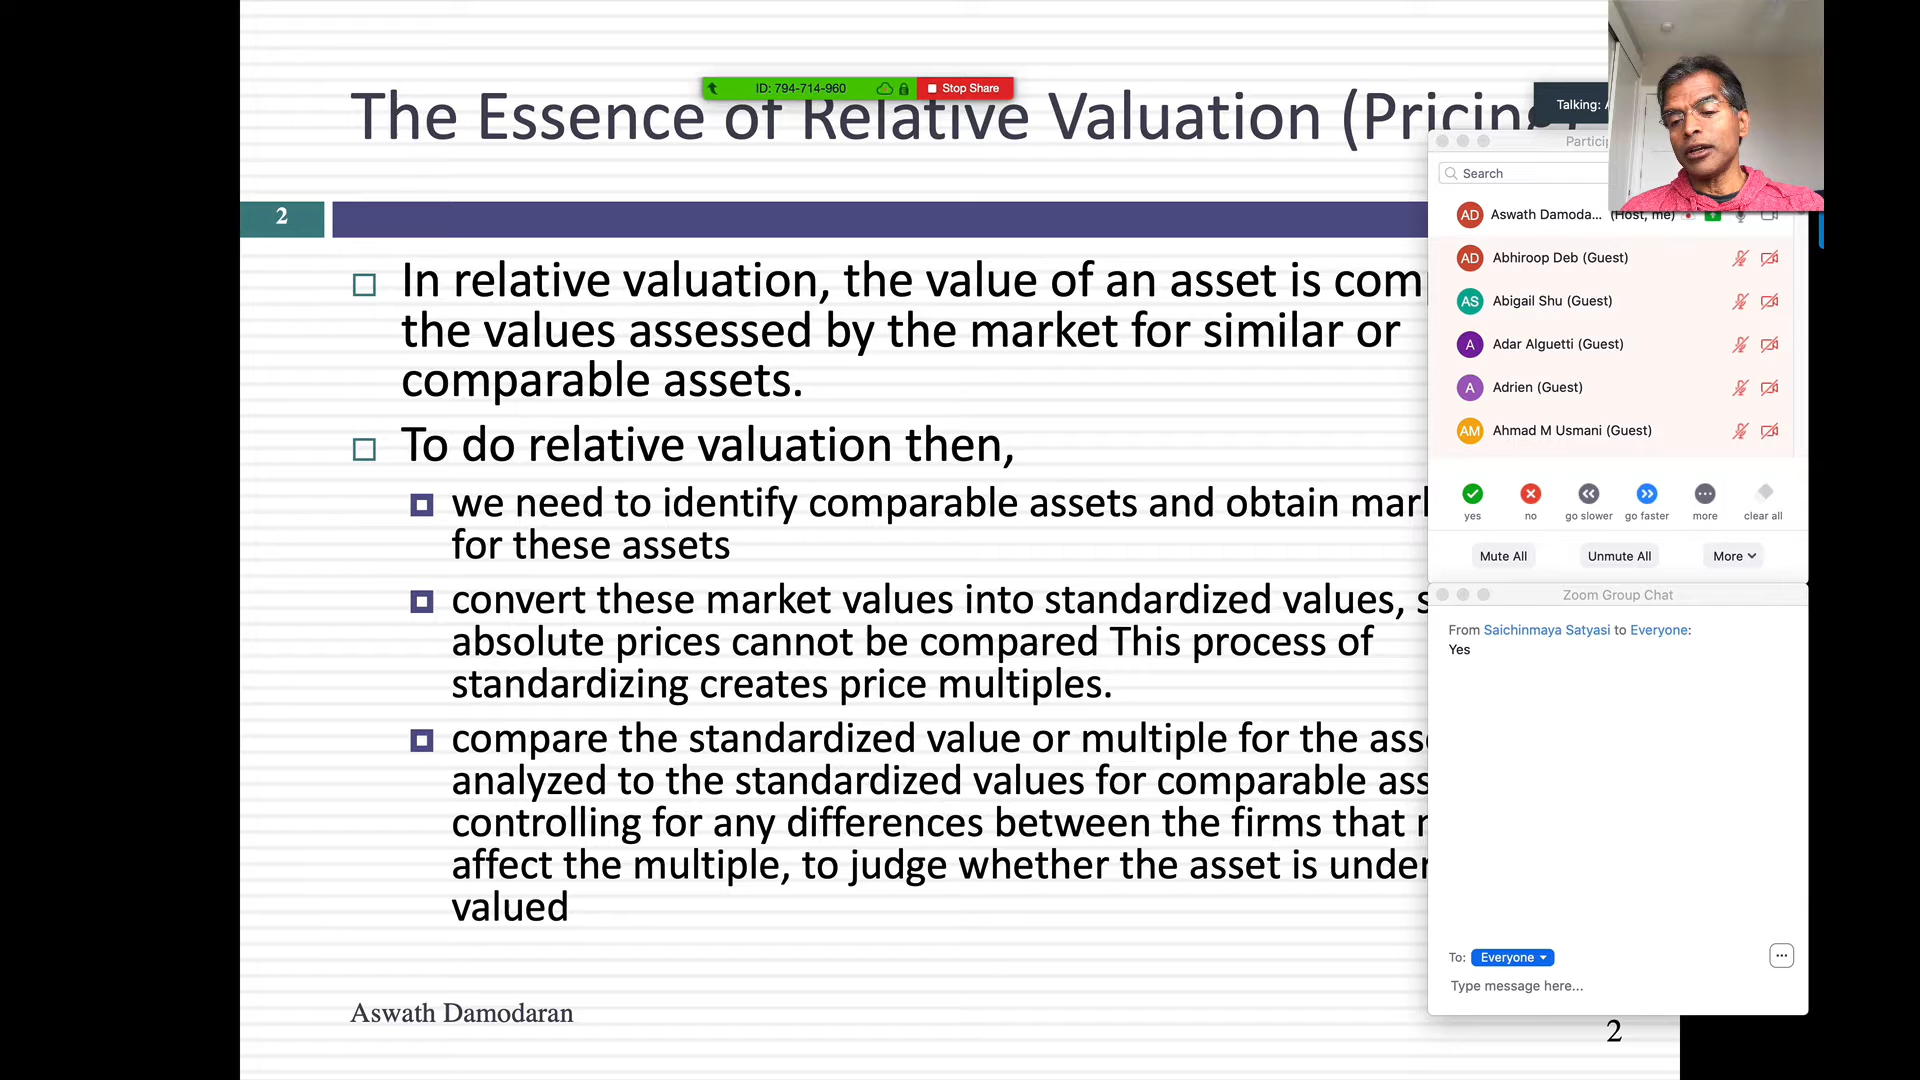 ID: 794-714-960
Stop Share
The Essence of Relative Valuation (Pricing)
Talking:
2
In relative valuation, the value of an asset is
the values assessed by the market for similar or
comparable assets.
To do relative valuation then,
we need to identify comparable assets and obtain
for these assets
convert these market values into standardized values,
absolute prices cannot be compared This process of
standardizing creates price multiples.
compare the standardized value or multiple for the
analyzed to the standardized values for comparable
controlling for any differences between the firms that
affect the multiple, to judge whether the asset is under
valued
Aswath Damodaran
2
Search
AD Aswath Damoda... (Host, me)
AD Abhiroop Deb (Guest)
AS Abigail Shu (Guest)
A Adar Alguetti (Guest)
A Adrien (Guest)
AM Ahmad M Usmani (Guest)
yes no go slower go faster more clear all
Mute All Unmute All More
Zoom Group Chat
From Saichinmaya Satyasi to Everyone:
Yes
To: Everyone
Type message here...